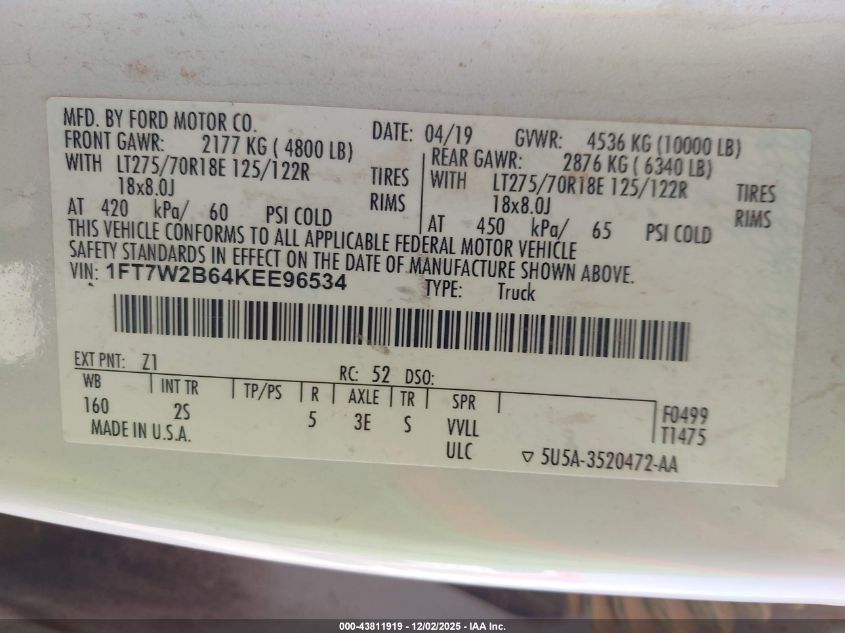 MFD. BY FORD MOTOR CO. DATE: 04/19 GVWR: 4536 KG (10000 LB)
FRONT GAWR: 2177 KG ( 4800 LB) REAR GAWR: 2876 KG ( 6340 LB)
WITH LT275/70R18E 125/122R TIRES WITH LT275/70R18E 125/122R TIRES
18x8.0J RIMS 18x8.0J RIMS
AT 420 kPa/ 60 PSI COLD AT 450 kPa/ 65 PSI COLD
THIS VEHICLE CONFORMS TO ALL APPLICABLE FEDERAL MOTOR VEHICLE
SAFETY STANDARDS IN EFFECT ON THE DATE OF MANUFACTURE SHOWN ABOVE.
VIN: 1FT7W2B64KEE96534 TYPE: Truck
EXT PNT: Z1 RC: 52 DSO:
WB INT TR TP/PS R AXLE TR SPR F0499
160 2S 5 3E S VVLL T1475
MADE IN U.S.A. ULC ▽ 5U5A-3520472-AA
000-43811919 - 12/02/2025 - IAA Inc.